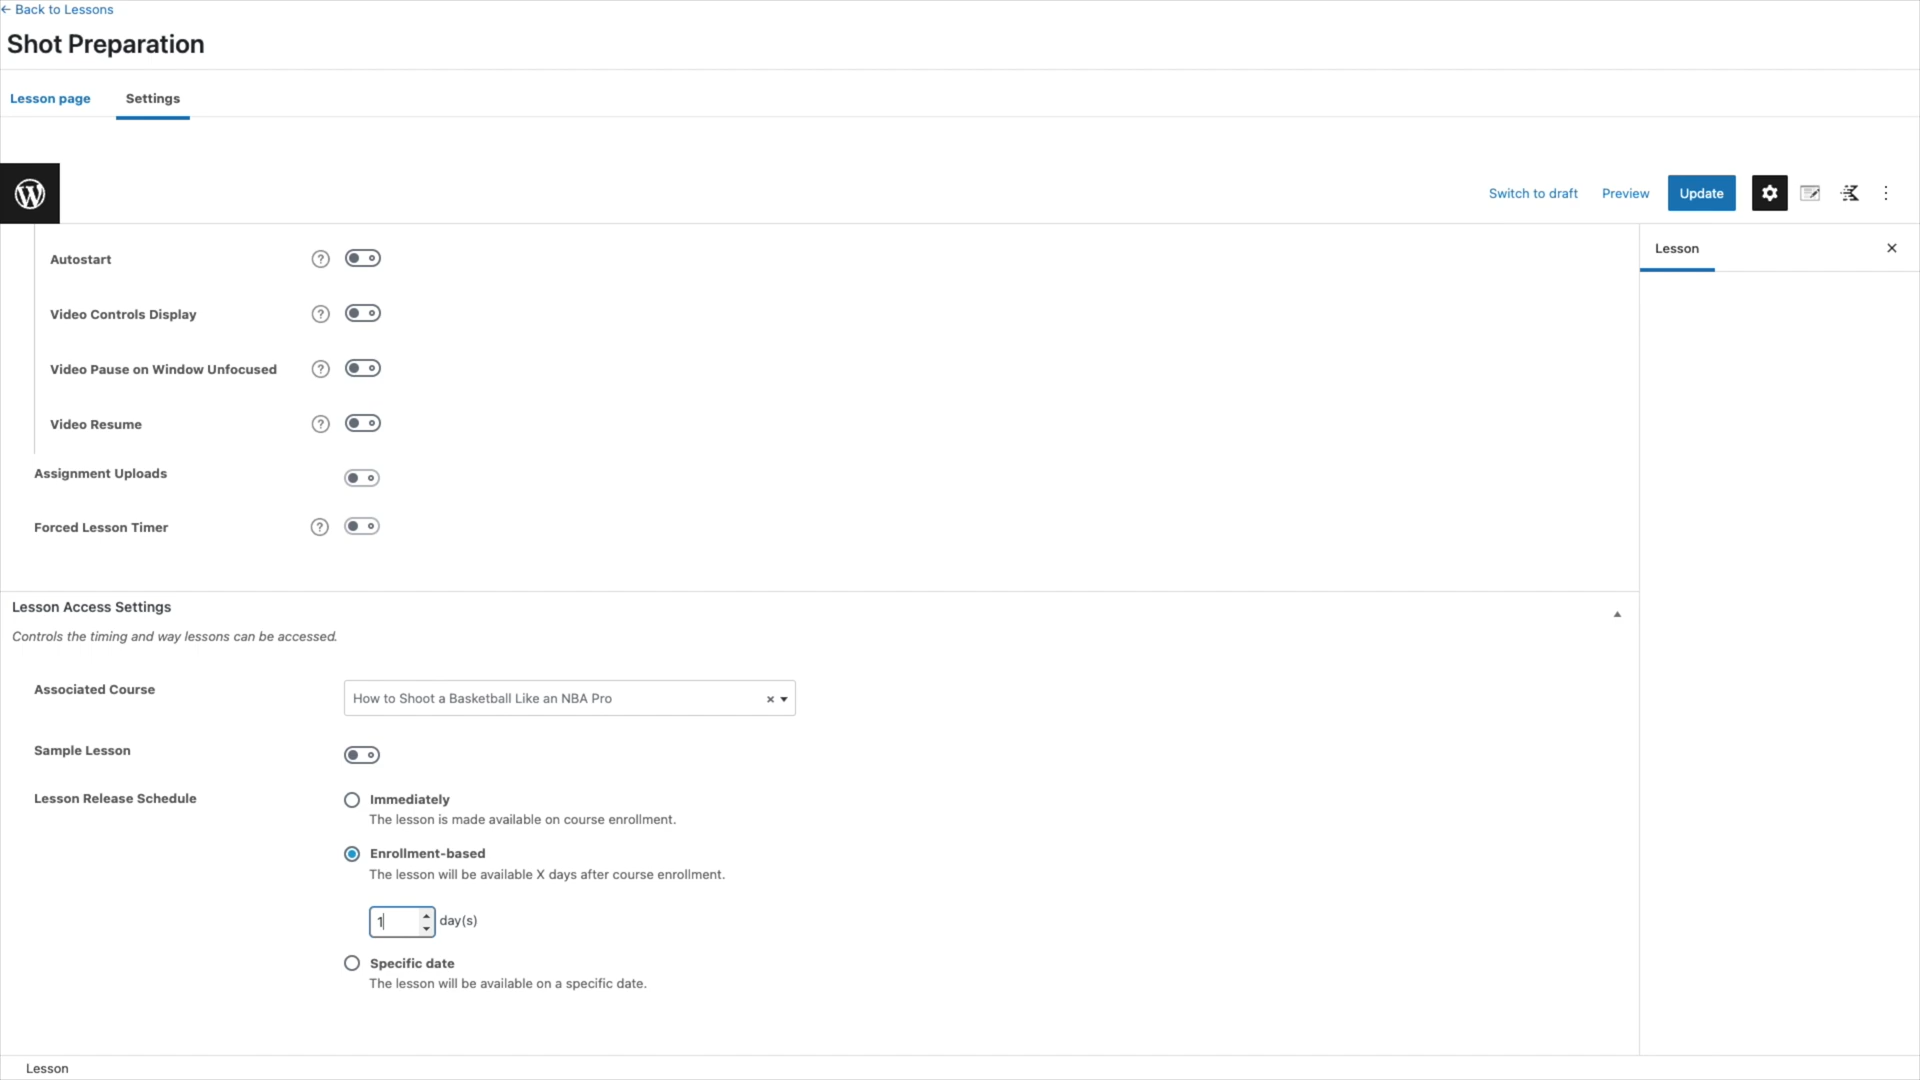 ← Back to Lessons
Shot Preparation
Lesson page Settings
Switch to draft Preview Update
Lesson
Autostart
Video Controls Display
Video Pause on Window Unfocused
Video Resume
Assignment Uploads
Forced Lesson Timer
Lesson Access Settings
Controls the timing and way lessons can be accessed.
Associated Course How to Shoot a Basketball Like an NBA Pro
Sample Lesson
Lesson Release Schedule Immediately
The lesson is made available on course enrollment.
Enrollment-based
The lesson will be available X days after course enrollment.
1 day(s)
Specific date
The lesson will be available on a specific date.
Lesson